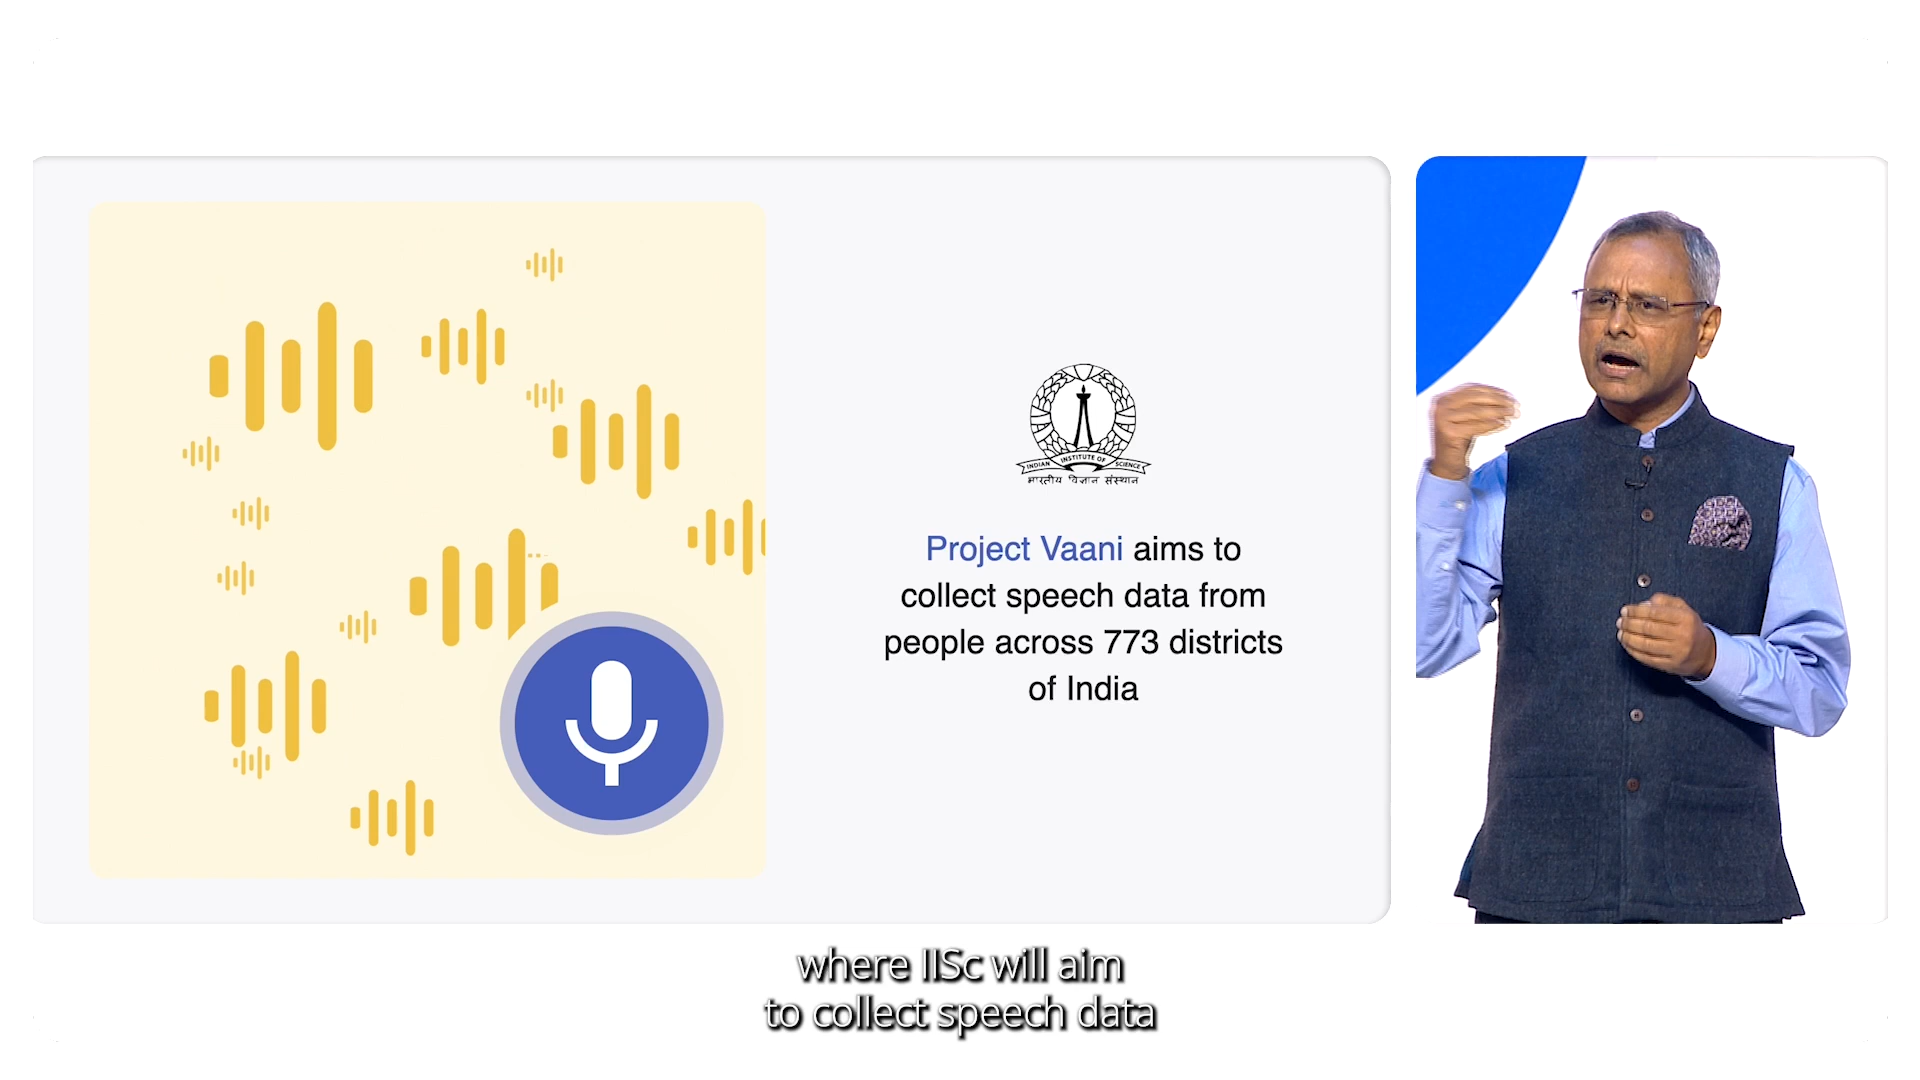 INDIAN INSTITUTE OF SCIENCE
भारतीय विज्ञान संस्थान
Project Vaani aims to
collect speech data from
people across 773 districts
of India
where IISc will aim
to collect speech data